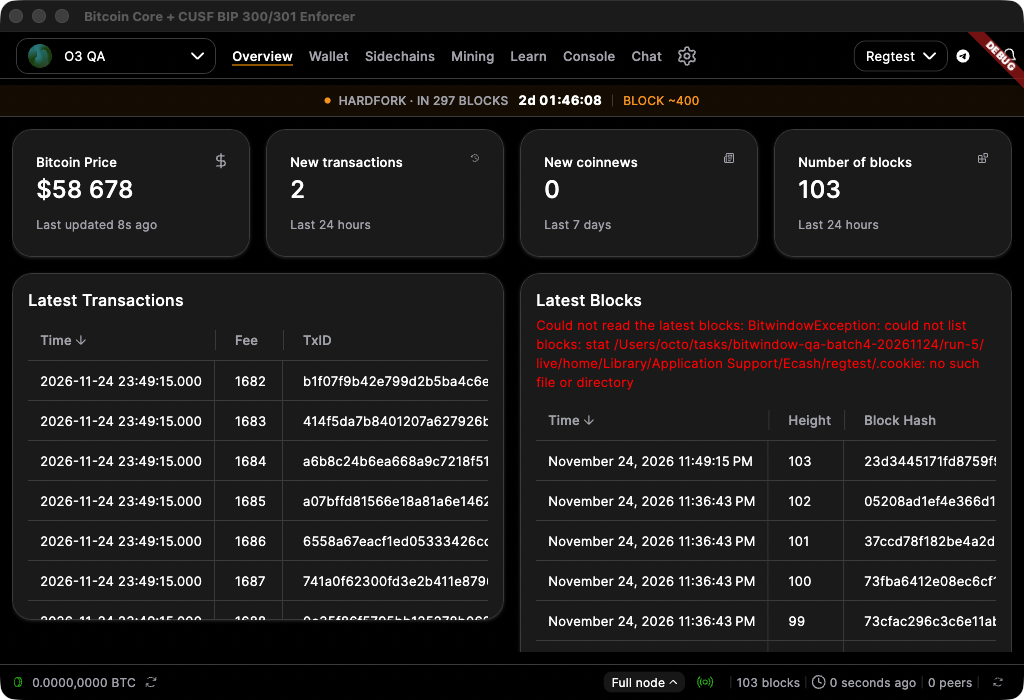 Bitcoin Core + CUSF BIP 300/301 Enforcer
O3 QA
Overview
Wallet
Sidechains
Mining
Learn
Console
Chat
Regtest
DEBUG
HARDFORK · IN 297 BLOCKS 2d 01:46:08 BLOCK ~400
Bitcoin Price
$58 678
Last updated 8s ago
New transactions
2
Last 24 hours
New coinnews
0
Last 7 days
Number of blocks
103
Last 24 hours
Latest Transactions
Time Fee TxID
2026-11-24 23:49:15.000 1682 b1f07f9b42e799d2b5ba4c6e
2026-11-24 23:49:15.000 1683 414f5da7b8401207a627926b
2026-11-24 23:49:15.000 1684 a6b8c24b6ea668a9c7218f51
2026-11-24 23:49:15.000 1685 a07bffd81566e18a81a6e1462
2026-11-24 23:49:15.000 1686 6558a67eacf1ed05333426cc
2026-11-24 23:49:15.000 1687 741a0f62300fd3e2b411e879
Latest Blocks
Could not read the latest blocks: BitwindowException: could not list
blocks: stat /Users/octo/tasks/bitwindow-qa-batch4-20261124/run-5/
live/home/Library/Application Support/Ecash/regtest/.cookie: no such
file or directory
Time Height Block Hash
November 24, 2026 11:49:15 PM 103 23d3445171fd8759f
November 24, 2026 11:36:43 PM 102 05208ad1ef4e366d1
November 24, 2026 11:36:43 PM 101 37ccd78f182be4a2d
November 24, 2026 11:36:43 PM 100 73fba6412e08ec6cf
November 24, 2026 11:36:43 PM 99 73cfac296c3c6e11a
0.0000,0000 BTC
Full node
103 blocks
0 seconds ago
0 peers